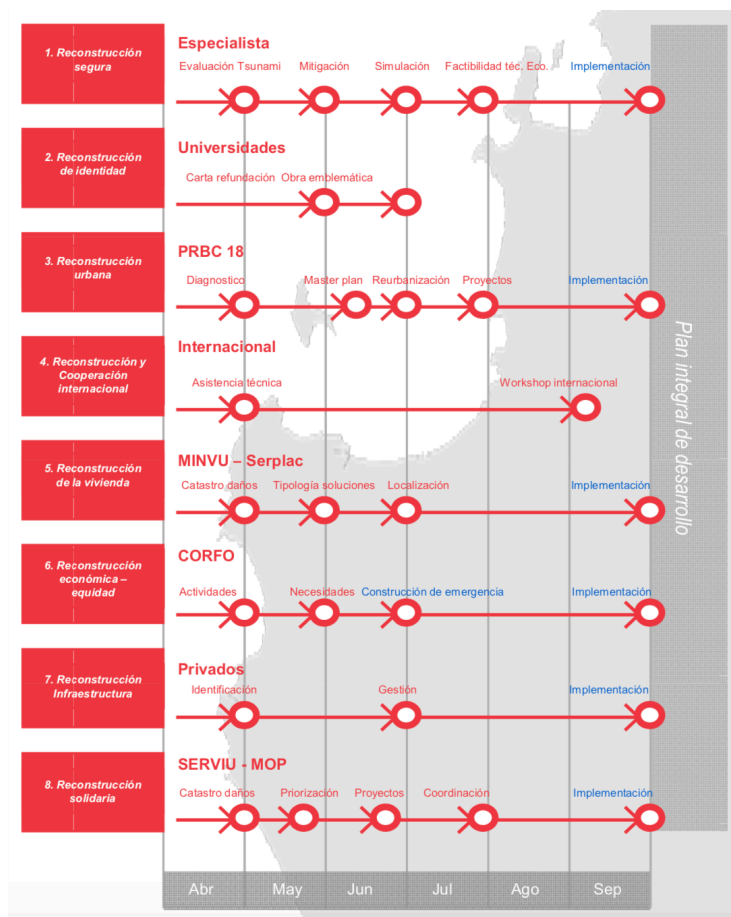 1. Reconstrucción
segura
Especialista
Evaluación Tsunami Mitigación Simulación Factibilidad téc. Eco. Implementación
2. Reconstrucción
de identidad
Universidades
Carta refundación Obra emblemática
3. Reconstrucción
urbana
PRBC 18
Diagnostico Master plan Reurbanización Proyectos Implementación
4. Reconstrucción y
Cooperación
internacional
Internacional
Asistencia técnica Workshop internacional
5. Reconstrucción
de la vivienda
MINVU – Serplac
Catastro daños Tipología soluciones Localización Implementación
6. Reconstrucción
económica –
equidad
CORFO
Actividades Necesidades Construcción de emergencia Implementación
7. Reconstrucción
Infraestructura
Privados
Identificación Gestión Implementación
8. Reconstrucción
solidaria
SERVIU - MOP
Catastro daños Priorización Proyectos Coordinación Implementación
Plan integral de desarrollo
Abr May Jun Jul Ago Sep